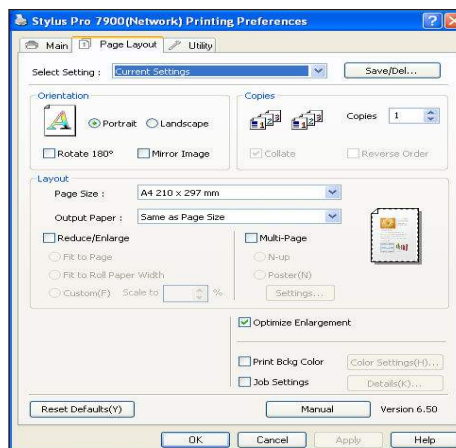 Stylus Pro 7900(Network) Printing Preferences
Main Page Layout Utility
Select Setting : Current Settings Save/Del...
Orientation
Portrait Landscape
Rotate 180° Mirror Image
Copies
Copies 1
Collate Reverse Order
Layout
Page Size : A4 210 x 297 mm
Output Paper : Same as Page Size
Reduce/Enlarge
Fit to Page
Fit to Roll Paper Width
Custom(F) Scale to %
Multi-Page
N-up
Poster(N)
Settings...
Optimize Enlargement
Print Bckg Color Color Settings(H)...
Job Settings Details(K)...
Reset Defaults(Y) Manual Version 6.50
OK Cancel Apply Help